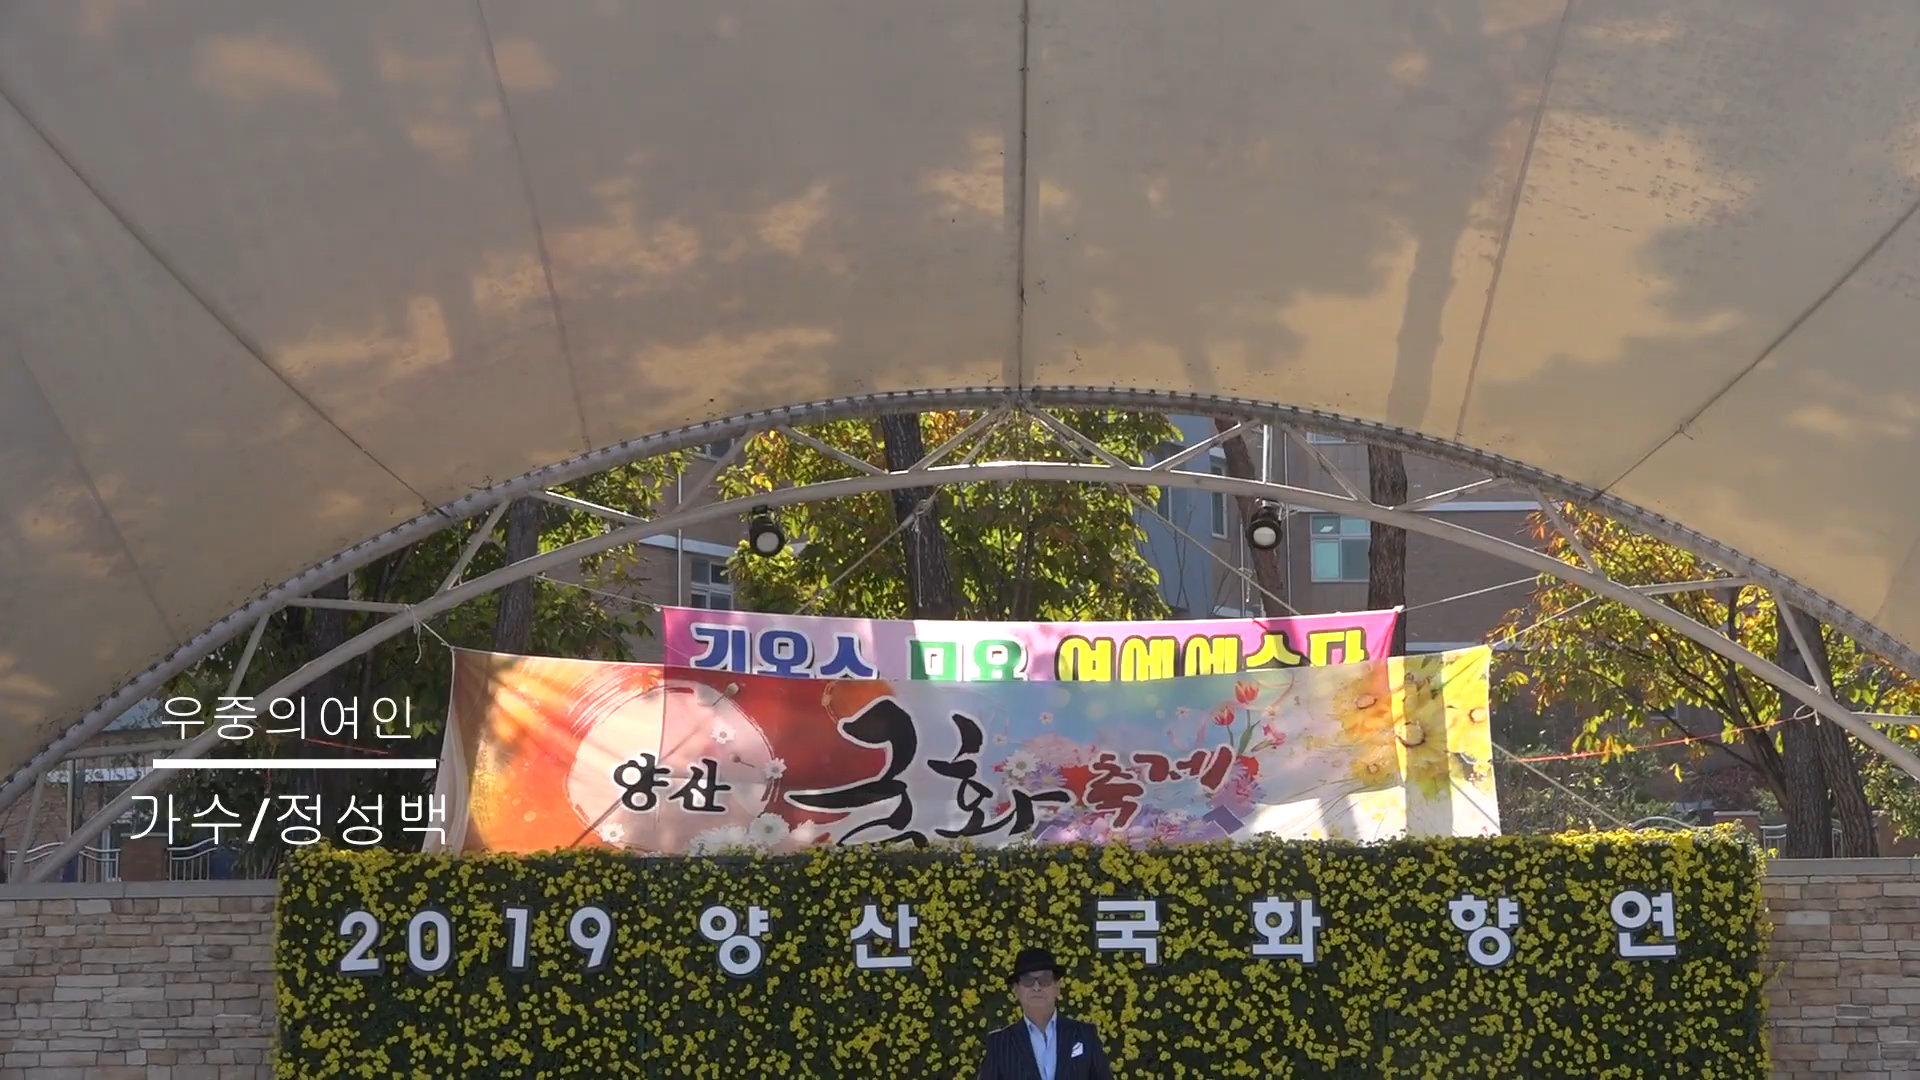 우중의여인
가수/정성백
양산 국화 축제
2019 양산 국화 향연